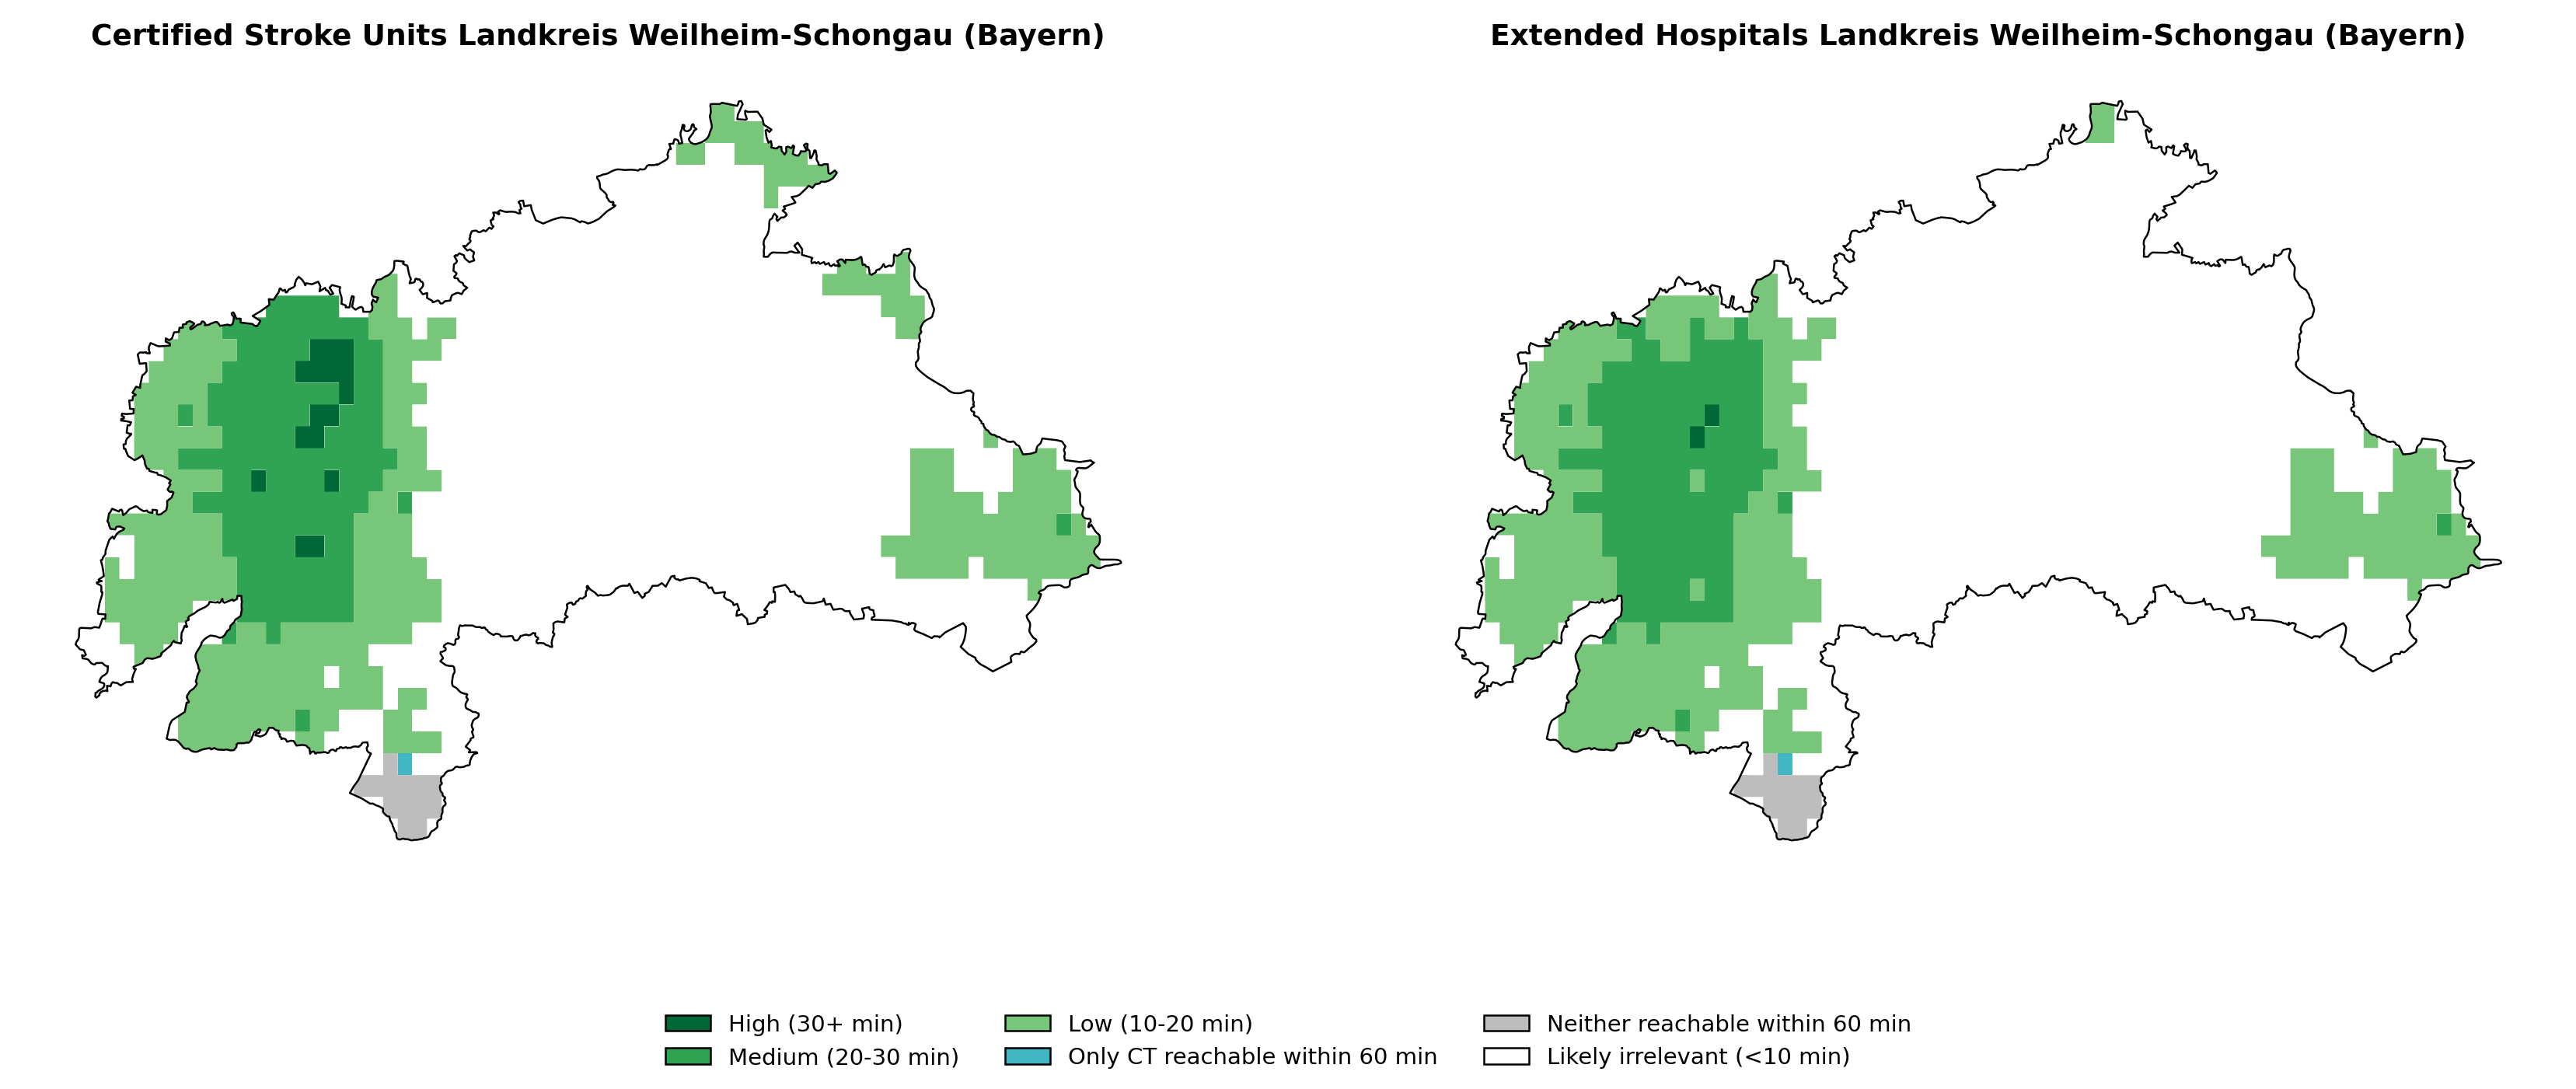 Certified Stroke Units Landkreis Weilheim-Schongau (Bayern)
Extended Hospitals Landkreis Weilheim-Schongau (Bayern)
High (30+ min)
Medium (20-30 min)
Low (10-20 min)
Only CT reachable within 60 min
Neither reachable within 60 min
Likely irrelevant (<10 min)